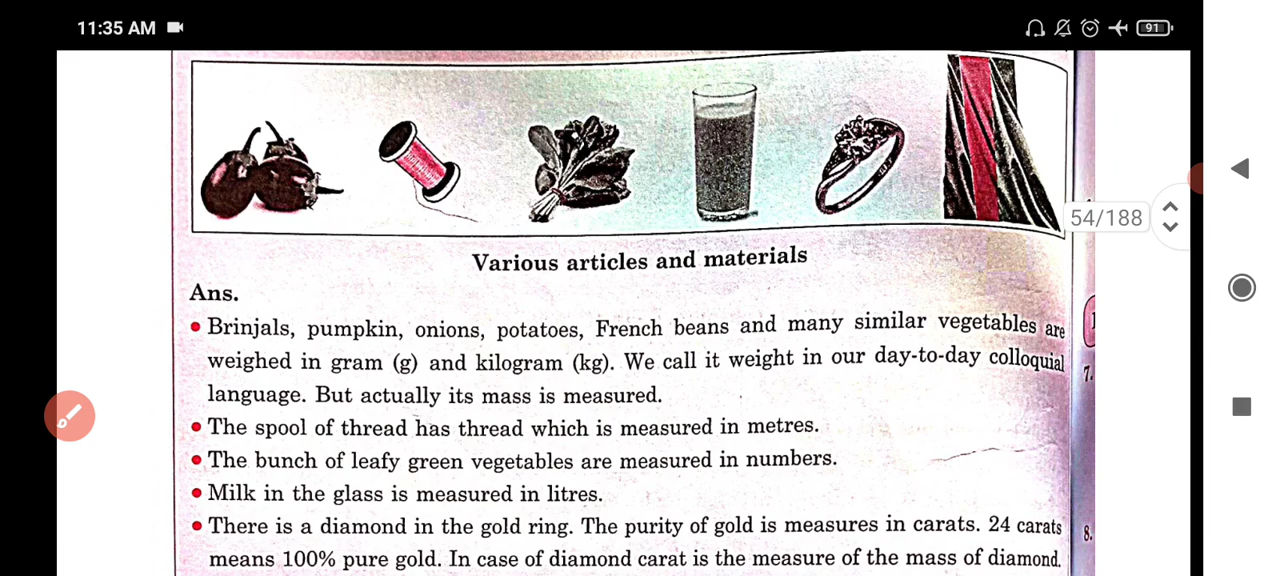 11:35 AM
91
54/188
Various articles and materials
Ans.
• Brinjals, pumpkin, onions, potatoes, French beans and many similar vegetables are
weighed in gram (g) and kilogram (kg). We call it weight in our day-to-day colloquial
language. But actually its mass is measured.
• The spool of thread has thread which is measured in metres.
• The bunch of leafy green vegetables are measured in numbers.
• Milk in the glass is measured in litres.
• There is a diamond in the gold ring. The purity of gold is measures in carats. 24 carats
means 100% pure gold. In case of diamond carat is the measure of the mass of diamond.
7.
8.